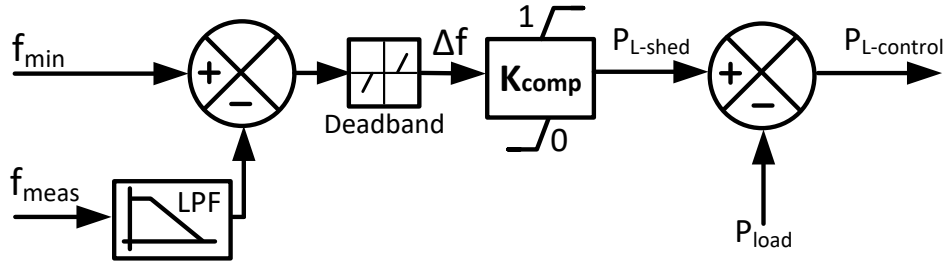 f_min
+
−
Deadband
Δf
1
K_comp
0
P_L-shed
+
−
P_L-control
f_meas
LPF
P_load